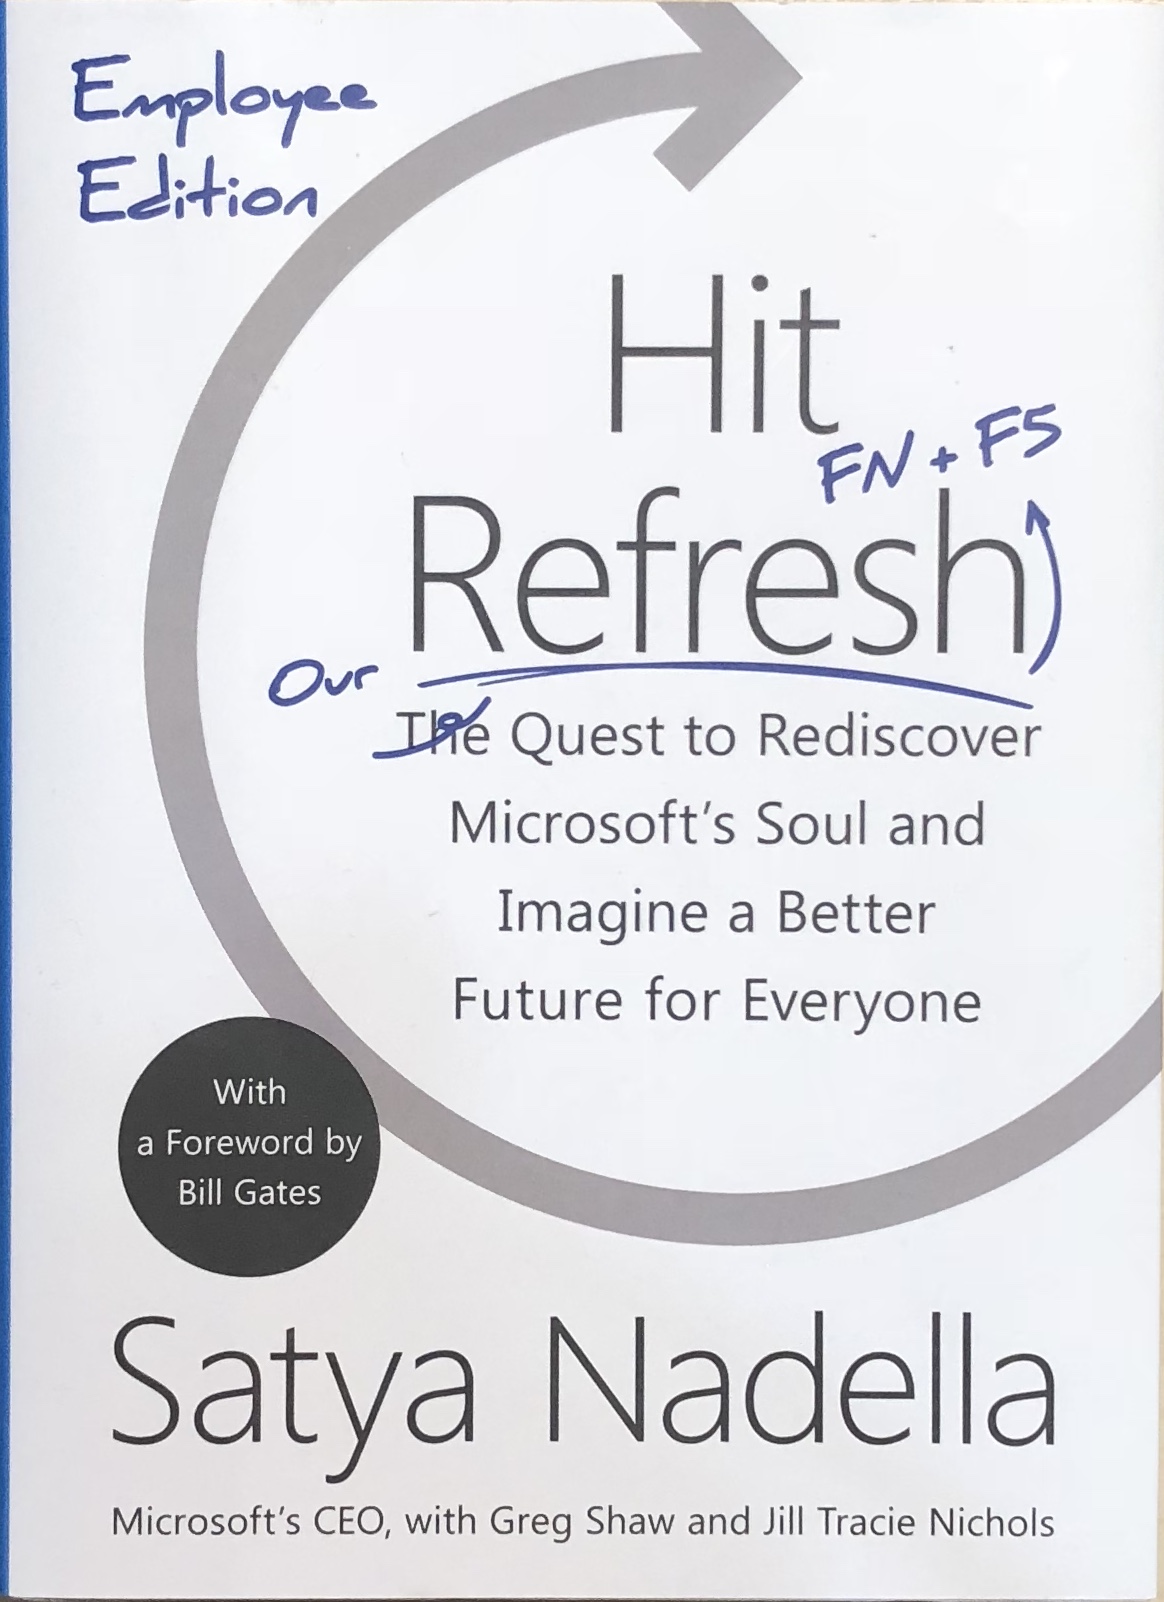 Employee
Edition
Hit
FN + F5
Refresh
Our
The Quest to Rediscover
Microsoft's Soul and
Imagine a Better
Future for Everyone
With
a Foreword by
Bill Gates
Satya Nadella
Microsoft's CEO, with Greg Shaw and Jill Tracie Nichols